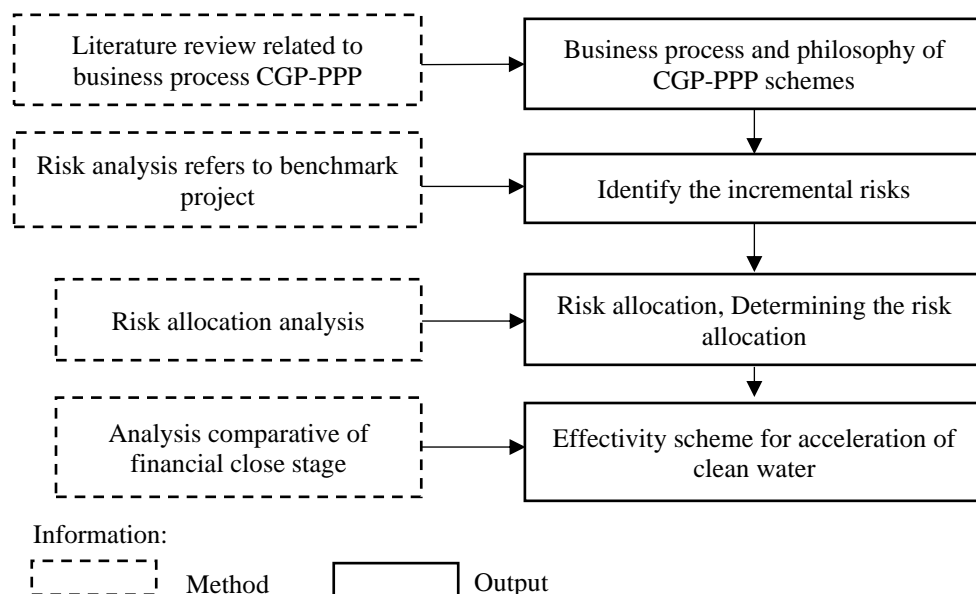 Literature review related to
business process CGP-PPP
Business process and philosophy of
CGP-PPP schemes
Risk analysis refers to benchmark
project
Identify the incremental risks
Risk allocation analysis
Risk allocation, Determining the risk
allocation
Analysis comparative of
financial close stage
Effectivity scheme for acceleration of
clean water
Information:
Method
Output